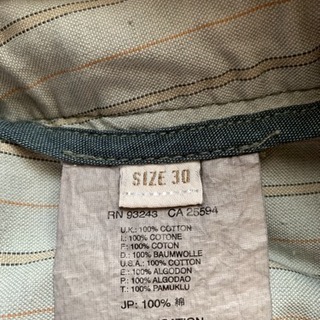 SIZE 30
RN 93243 CA 25594
U.K.: 100% COTTON
I.: 100% COTONE
F.: 100% COTON
D.: 100% BAUMWOLLE
U.S.A.: 100% COTTON
E.: 100% ALGODON
P.: 100% ALGODAO
T.: 100% PAMUKLU
JP: 100% 綿